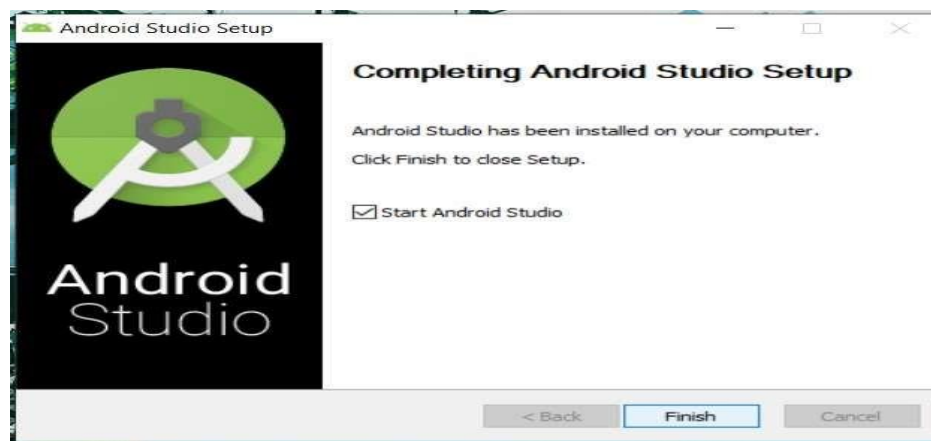 Android Studio Setup
Completing Android Studio Setup
Android Studio has been installed on your computer.
Click Finish to close Setup.
Start Android Studio
Android
Studio
< Back
Finish
Cancel